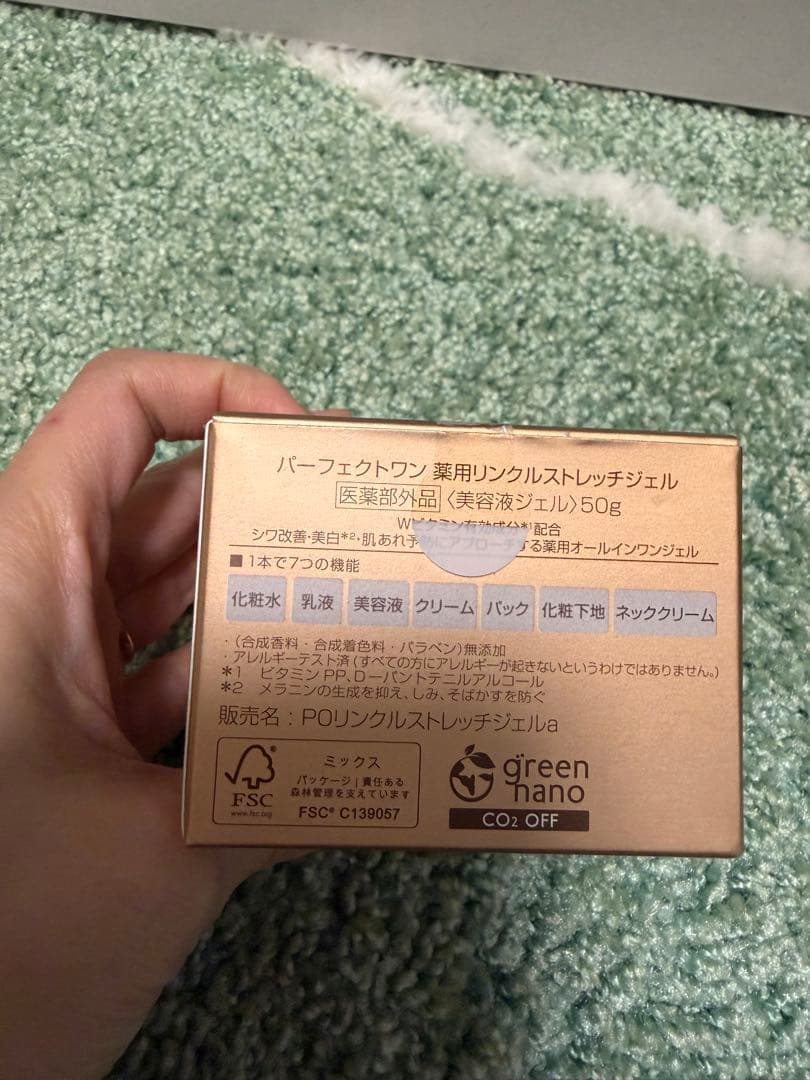 パーフェクトワン 薬用リンクルストレッチジェル
医薬部外品〈美容液ジェル〉50g
Wビタミン有効成分*1配合
シワ改善・美白*2・肌あれ予防にアプローチする薬用オールインワンジェル
■1本で7つの機能
化粧水 乳液 美容液 クリーム パック 化粧下地 ネッククリーム
・(合成香料・合成着色料・パラベン)無添加
・アレルギーテスト済(すべての方にアレルギーが起きないというわけではありません。)
*1 ビタミンPP、D-パントテニルアルコール
*2 メラニンの生成を抑え、しみ、そばかすを防ぐ
販売名:POリンクルストレッチジェルa
FSC®
www.fsc.org
ミックス
パッケージ|責任ある
森林管理を支えています
FSC® C139057
green
nano
CO2 OFF